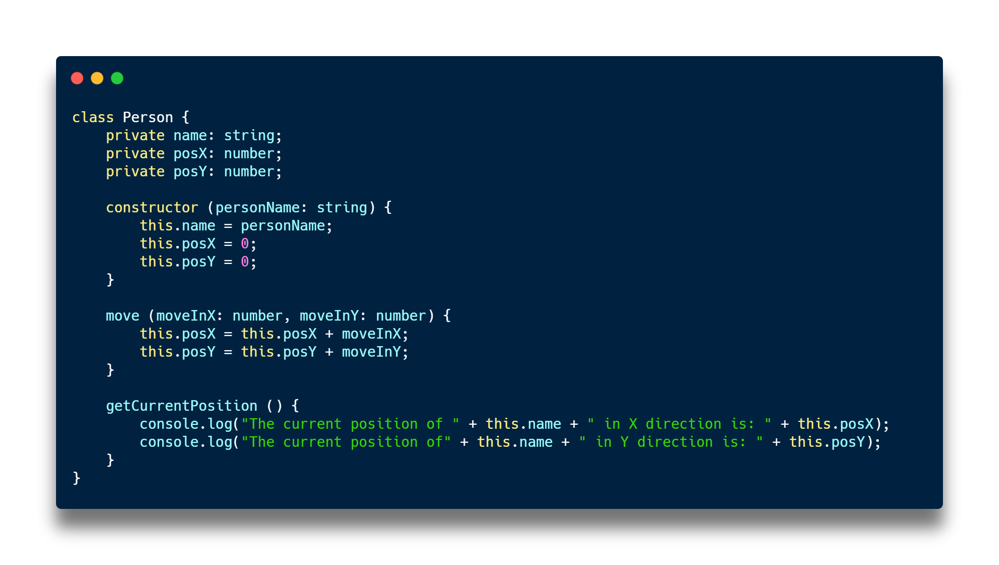 class Person {
    private name: string;
    private posX: number;
    private posY: number;

    constructor (personName: string) {
        this.name = personName;
        this.posX = 0;
        this.posY = 0;
    }

    move (moveInX: number, moveInY: number) {
        this.posX = this.posX + moveInX;
        this.posY = this.posY + moveInY;
    }

    getCurrentPosition () {
        console.log("The current position of " + this.name + " in X direction is: " + this.posX);
        console.log("The current position of" + this.name + " in Y direction is: " + this.posY);
    }
}